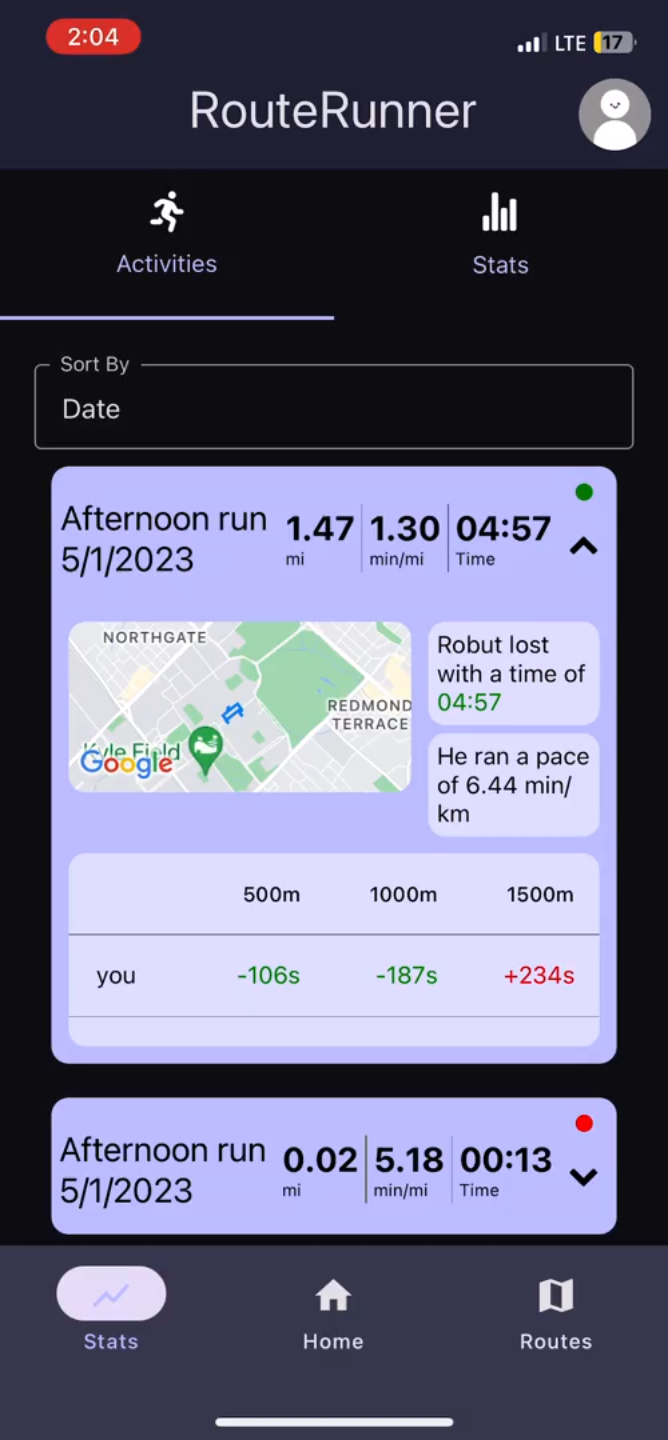 2:04
LTE 17
RouteRunner
Activities
Stats
Sort By
Date
Afternoon run
5/1/2023
1.47
mi
1.30
min/mi
04:57
Time
NORTHGATE
REDMOND
TERRACE
Kyle Field
Google
Robut lost
with a time of
04:57
He ran a pace
of 6.44 min/
km
500m 1000m 1500m
you -106s -187s +234s
Afternoon run
5/1/2023
0.02
mi
5.18
min/mi
00:13
Time
Stats
Home
Routes